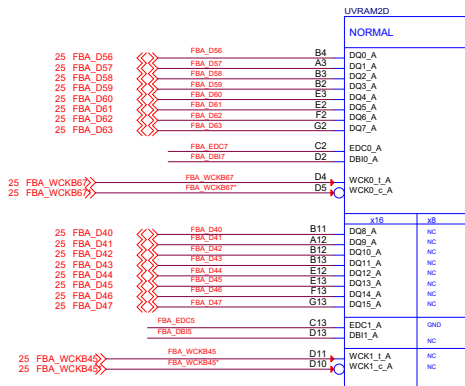 UVRAM2D
NORMAL
25 FBA_D56 FBA_D56 B4 DQ0_A
25 FBA_D57 FBA_D57 A3 DQ1_A
25 FBA_D58 FBA_D58 B3 DQ2_A
25 FBA_D59 FBA_D59 B2 DQ3_A
25 FBA_D60 FBA_D60 E3 DQ4_A
25 FBA_D61 FBA_D61 E2 DQ5_A
25 FBA_D62 FBA_D62 F2 DQ6_A
25 FBA_D63 FBA_D63 G2 DQ7_A
FBA_EDC7 C2 EDC0_A
FBA_DBI7 D2 DBI0_A
25 FBA_WCKB67 FBA_WCKB67 D4 WCK0_t_A
25 FBA_WCKB67* FBA_WCKB67* D5 WCK0_c_A
x16 x8
25 FBA_D40 FBA_D40 B11 DQ8_A NC
25 FBA_D41 FBA_D41 A12 DQ9_A NC
25 FBA_D42 FBA_D42 B12 DQ10_A NC
25 FBA_D43 FBA_D43 B13 DQ11_A NC
25 FBA_D44 FBA_D44 E12 DQ12_A NC
25 FBA_D45 FBA_D45 E13 DQ13_A NC
25 FBA_D46 FBA_D46 F13 DQ14_A NC
25 FBA_D47 FBA_D47 G13 DQ15_A NC
FBA_EDC5 C13 EDC1_A GND
FBA_DBI5 D13 DBI1_A NC
25 FBA_WCKB45 FBA_WCKB45 D11 WCK1_t_A NC
25 FBA_WCKB45* FBA_WCKB45* D10 WCK1_c_A NC